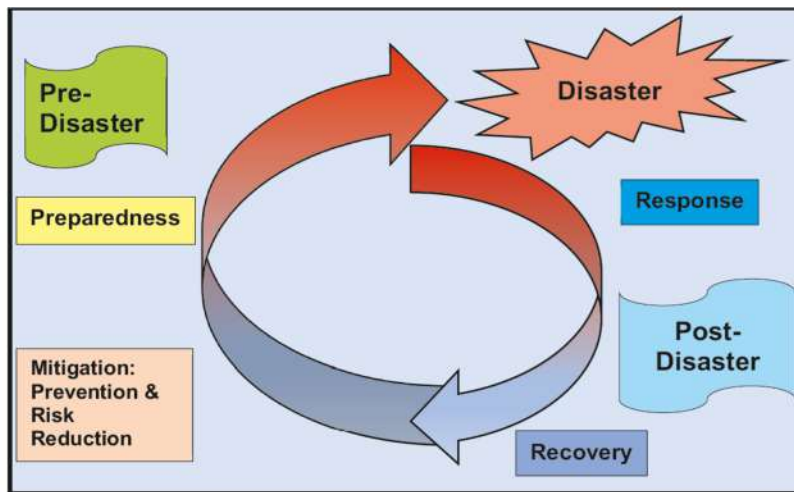 Pre-
Disaster
Disaster
Preparedness
Response
Mitigation:
Prevention &
Risk
Reduction
Post-
Disaster
Recovery